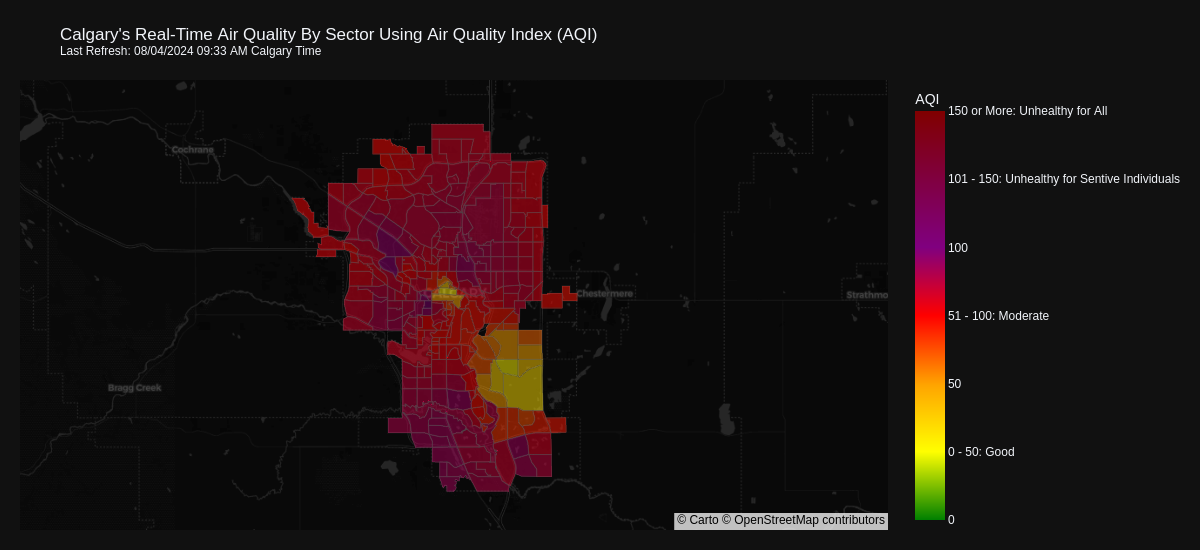 Calgary's Real-Time Air Quality By Sector Using Air Quality Index (AQI)
Last Refresh: 08/04/2024 09:33 AM Calgary Time
AQI
150 or More: Unhealthy for All
Cochrane
101 - 150: Unhealthy for Sentive Individuals
100
Chestermere
Strathmo
51 - 100: Moderate
Bragg Creek
50
0 - 50: Good
© Carto © OpenStreetMap contributors
0